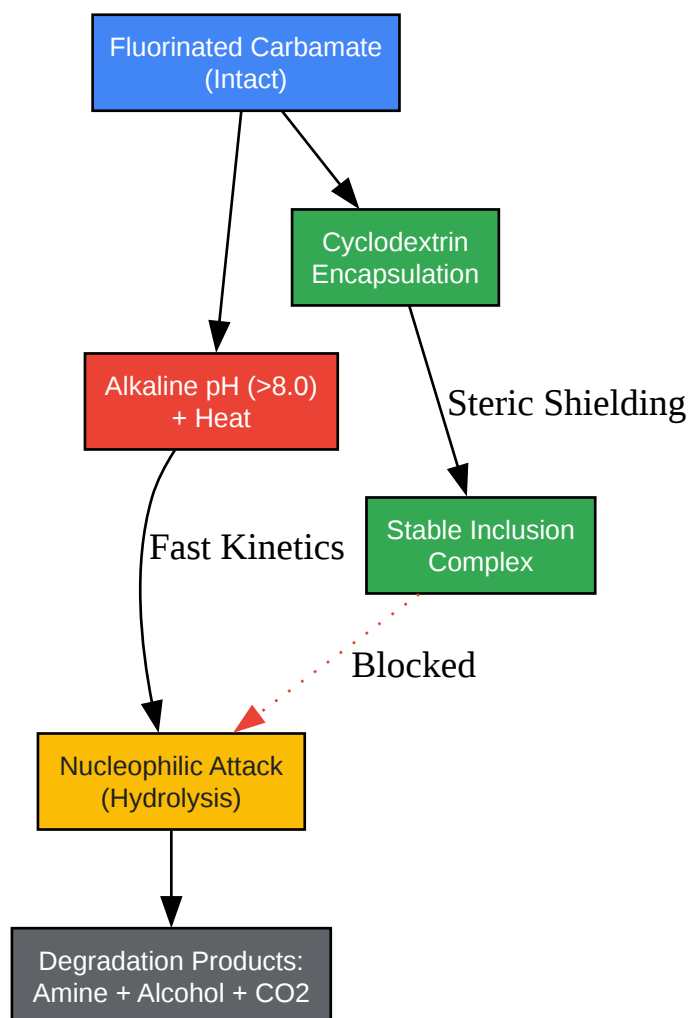 Fluorinated Carbamate
(Intact)
Cyclodextrin
Encapsulation
Alkaline pH (>8.0)
+ Heat
Steric Shielding
Fast Kinetics
Stable Inclusion
Complex
Blocked
Nucleophilic Attack
(Hydrolysis)
Degradation Products:
Amine + Alcohol + CO2